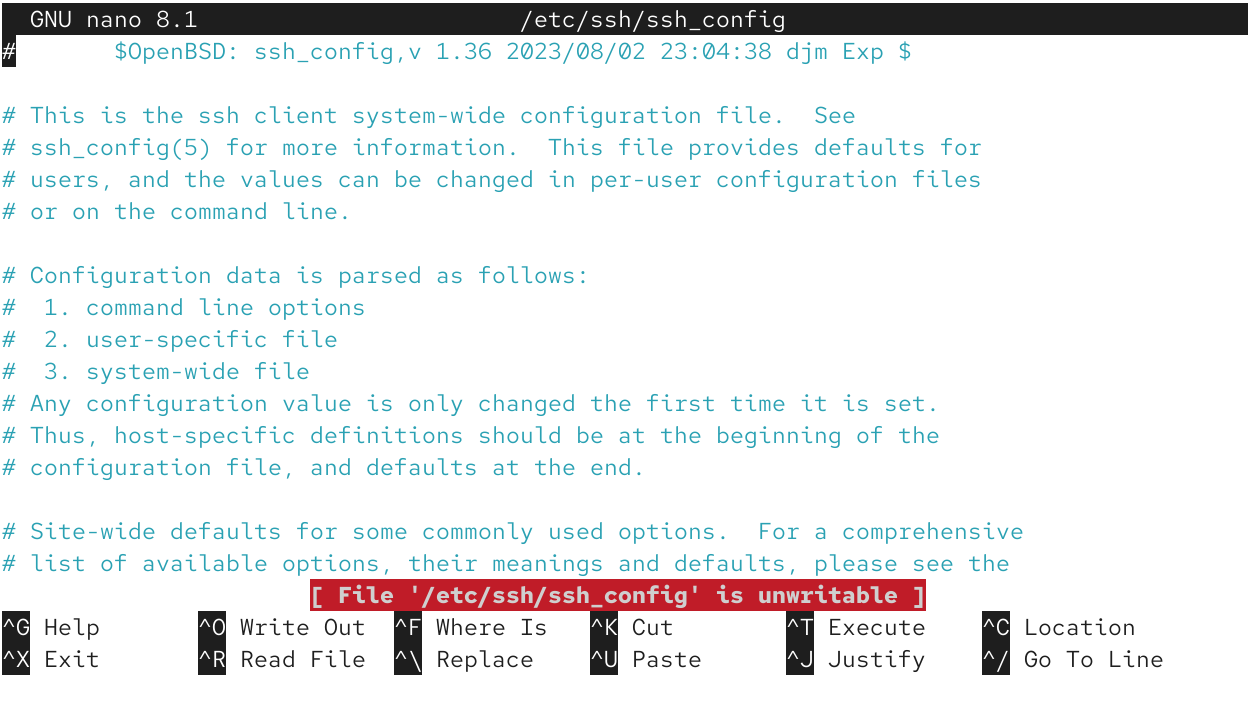 GNU nano 8.1 /etc/ssh/ssh_config
# $OpenBSD: ssh_config,v 1.36 2023/08/02 23:04:38 djm Exp $
# This is the ssh client system-wide configuration file.  See
# ssh_config(5) for more information.  This file provides defaults for
# users, and the values can be changed in per-user configuration files
# or on the command line.
# Configuration data is parsed as follows:
#  1. command line options
#  2. user-specific file
#  3. system-wide file
# Any configuration value is only changed the first time it is set.
# Thus, host-specific definitions should be at the beginning of the
# configuration file, and defaults at the end.
# Site-wide defaults for some commonly used options.  For a comprehensive
# list of available options, their meanings and defaults, please see the
[ File '/etc/ssh/ssh_config' is unwritable ]
^G Help ^O Write Out ^F Where Is ^K Cut ^T Execute ^C Location
^X Exit ^R Read File ^\ Replace ^U Paste ^J Justify ^/ Go To Line